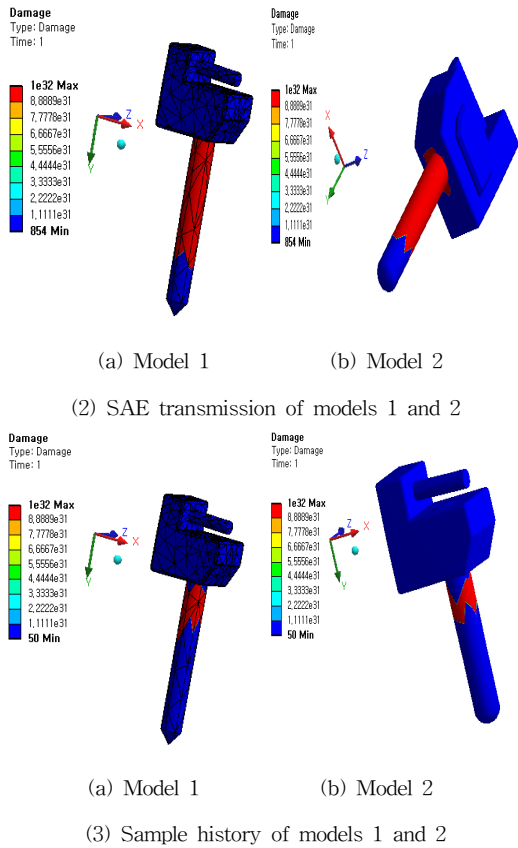 Damage
Type: Damage
Time: 1
1e32 Max
8,8889e31
7,7778e31
6,6667e31
5,5556e31
4,4444e31
3,3333e31
2,2222e31
1,1111e31
854 Min
Z
X
Y
Damage
Type: Damage
Time: 1
1e32 Max
8,8889e31
7,7778e31
6,6667e31
5,5556e31
4,4444e31
3,3333e31
2,2222e31
1,1111e31
854 Min
X
Z
Y
(a) Model 1
(b) Model 2
(2) SAE transmission of models 1 and 2
Damage
Type: Damage
Time: 1
1e32 Max
8,8889e31
7,7778e31
6,6667e31
5,5556e31
4,4444e31
3,3333e31
2,2222e31
1,1111e31
50 Min
Z
X
Y
Damage
Type: Damage
Time: 1
1e32 Max
8,8889e31
7,7778e31
6,6667e31
5,5556e31
4,4444e31
3,3333e31
2,2222e31
1,1111e31
50 Min
Z
X
Y
(a) Model 1
(b) Model 2
(3) Sample history of models 1 and 2